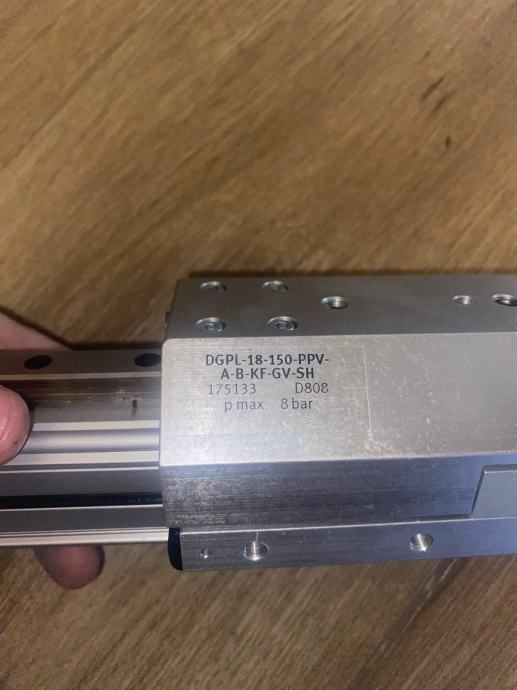 DGPL-18-150-PPV-
A-B-KF-GV-SH
175133 D808
p max. 8 bar